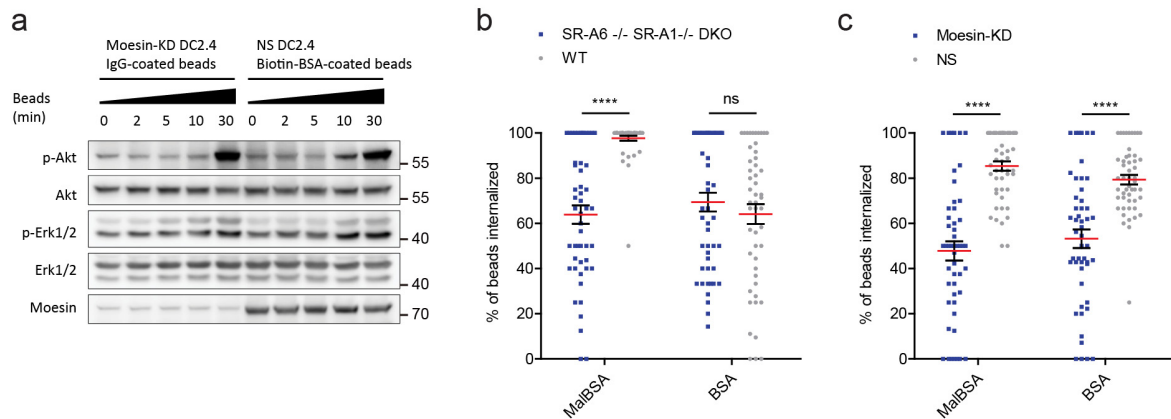 a
Moesin-KD DC2.4
IgG-coated beads
NS DC2.4
Biotin-BSA-coated beads
Beads
(min)
0 2 5 10 30 0 2 5 10 30
p-Akt
55
Akt
55
p-Erk1/2
40
Erk1/2
40
Moesin
70
b
SR-A6 -/- SR-A1-/- DKO
WT
**** ns
% of beads internalized
100
80
60
40
20
0
MalBSA
BSA
c
Moesin-KD
NS
**** ****
% of beads internalized
100
80
60
40
20
0
MalBSA
BSA